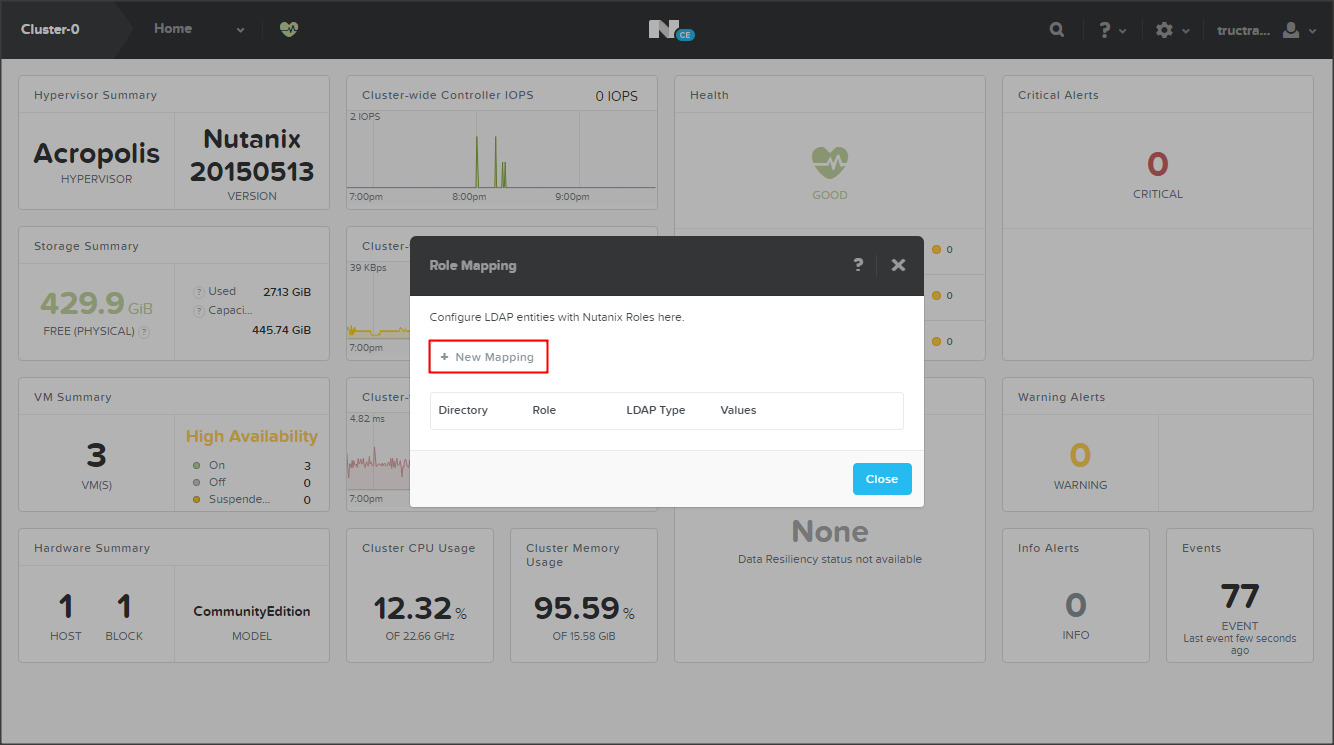 Cluster-0
Home
N CE
?
tructra...
Hypervisor Summary
Acropolis
HYPERVISOR
Nutanix
20150513
VERSION
Cluster-wide Controller IOPS
0 IOPS
2 IOPS
7:00pm
8:00pm
9:00pm
Health
GOOD
0
0
0
Critical Alerts
0
CRITICAL
Storage Summary
429.9 GiB
FREE (PHYSICAL) ?
? Used
27.13 GiB
? Capaci...
445.74 GiB
Cluster-
39 KBps
7:00pm
Role Mapping
?
Configure LDAP entities with Nutanix Roles here.
+ New Mapping
Directory
Role
LDAP Type
Values
Close
VM Summary
3
VM(S)
High Availability
On
3
Off
0
Suspende...
0
Cluster-
4.82 ms
7:00pm
None
Data Resiliency status not available
Warning Alerts
0
WARNING
Hardware Summary
1
HOST
1
BLOCK
CommunityEdition
MODEL
Cluster CPU Usage
12.32 %
OF 22.66 GHz
Cluster Memory
Usage
95.59 %
OF 15.58 GiB
Info Alerts
0
INFO
Events
77
EVENT
Last event few seconds
ago